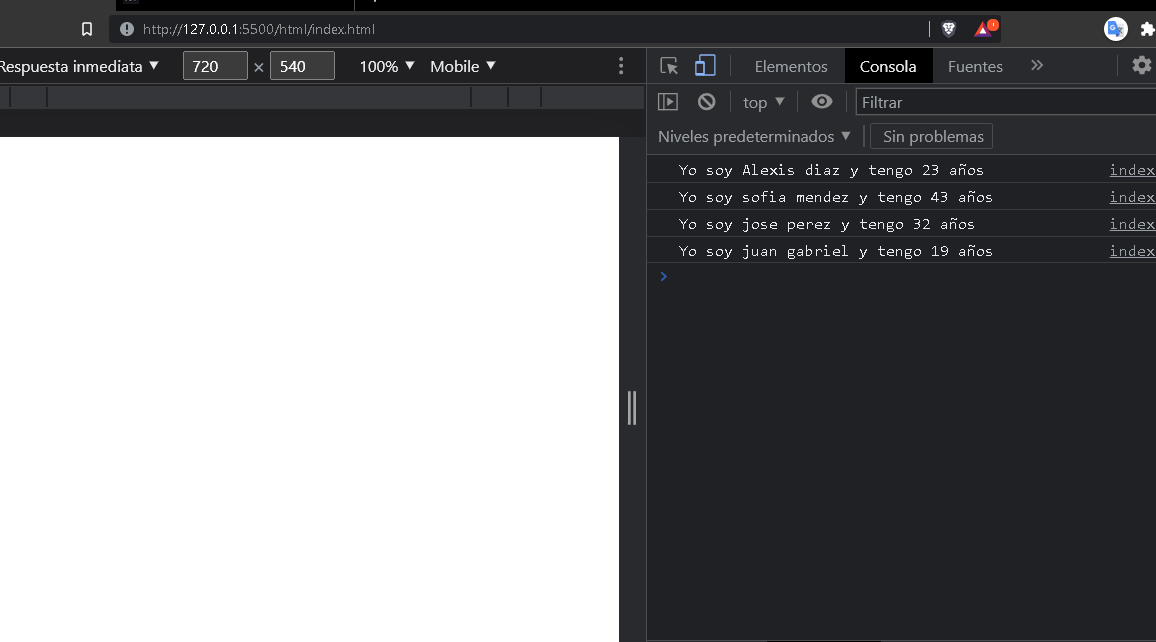 http://127.0.0.1:5500/html/index.html
Respuesta inmediata ▼ 720 × 540 100% ▼ Mobile ▼
Elementos Consola Fuentes »
top ▼ Filtrar
Niveles predeterminados ▼ Sin problemas
Yo soy Alexis diaz y tengo 23 años index
Yo soy sofia mendez y tengo 43 años index
Yo soy jose perez y tengo 32 años index
Yo soy juan gabriel y tengo 19 años index
>